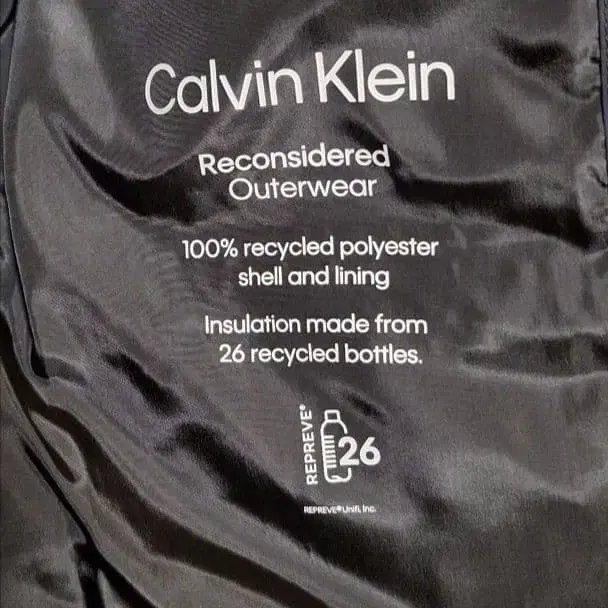 Calvin Klein
Reconsidered
Outerwear
100% recycled polyester
shell and lining
Insulation made from
26 recycled bottles.
REPREVE®
26
REPREVE® Unifi, Inc.